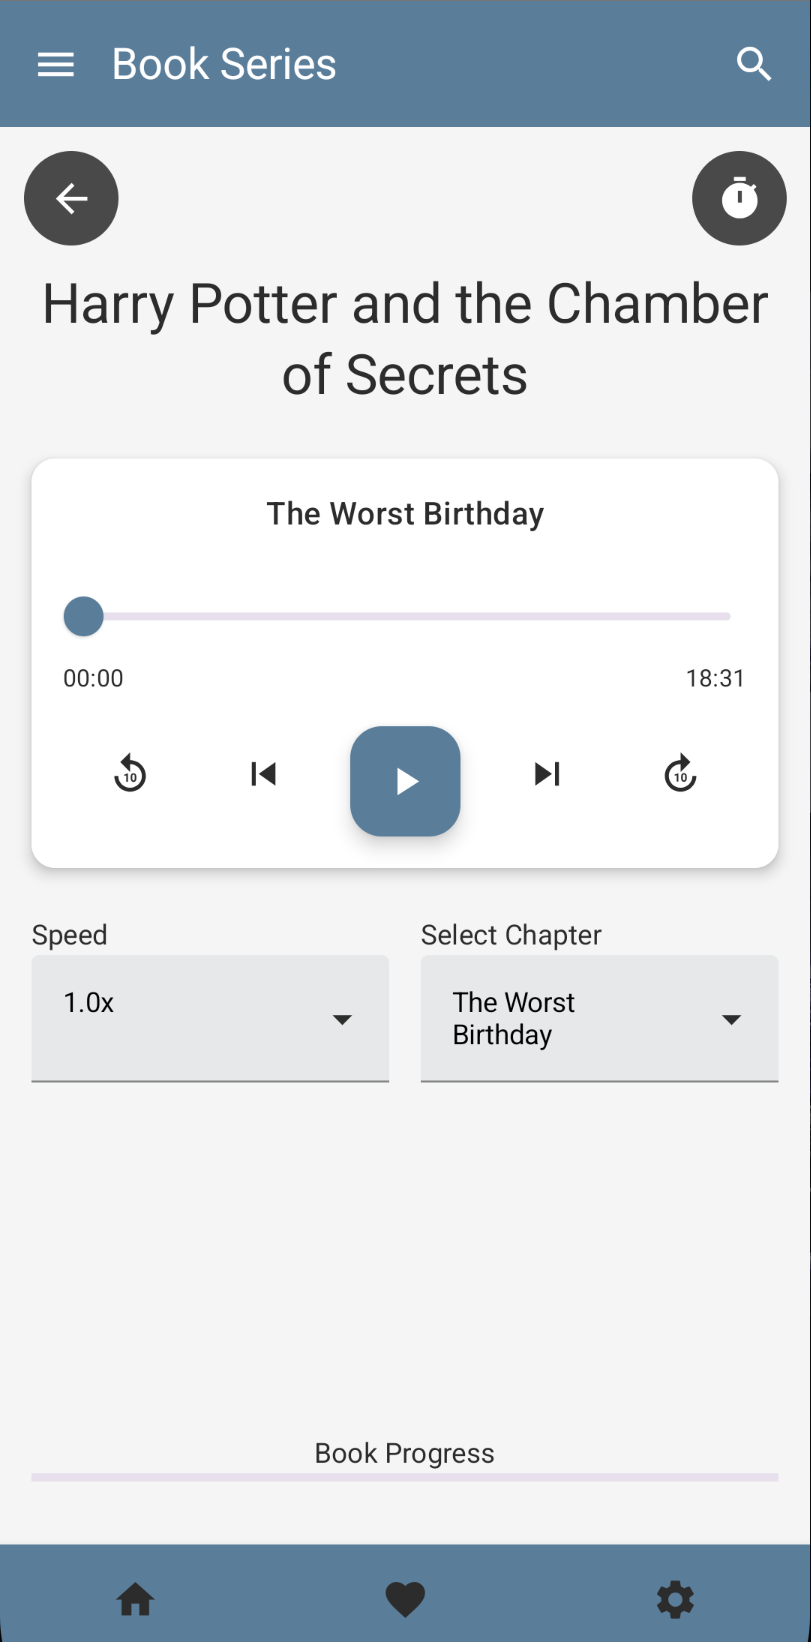 Book Series
Harry Potter and the Chamber
of Secrets
The Worst Birthday
00:00
18:31
10
10
Speed
Select Chapter
1.0x
The Worst
Birthday
Book Progress